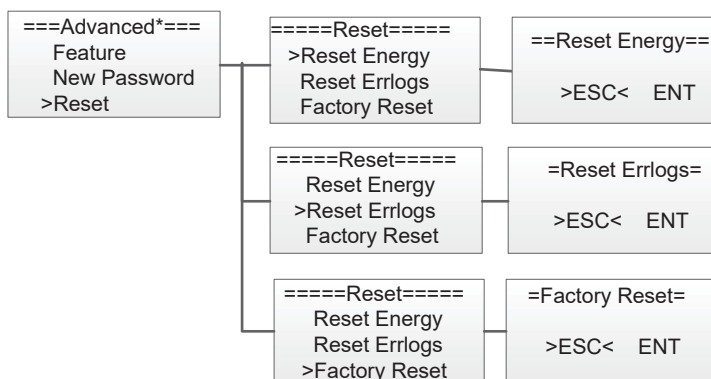 ===Advanced*===
Feature
New Password
>Reset
=====Reset=====
>Reset Energy
Reset Errlogs
Factory Reset
==Reset Energy==
>ESC< ENT
=====Reset=====
Reset Energy
>Reset Errlogs
Factory Reset
=Reset Errlogs=
>ESC< ENT
=====Reset=====
Reset Energy
Reset Errlogs
>Factory Reset
=Factory Reset=
>ESC< ENT